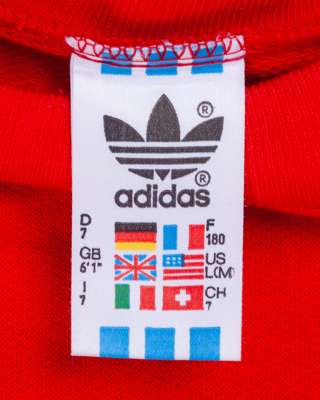 ®
adidas®
D F
7 180
GB US
6'1" L(M)
I CH
7 7